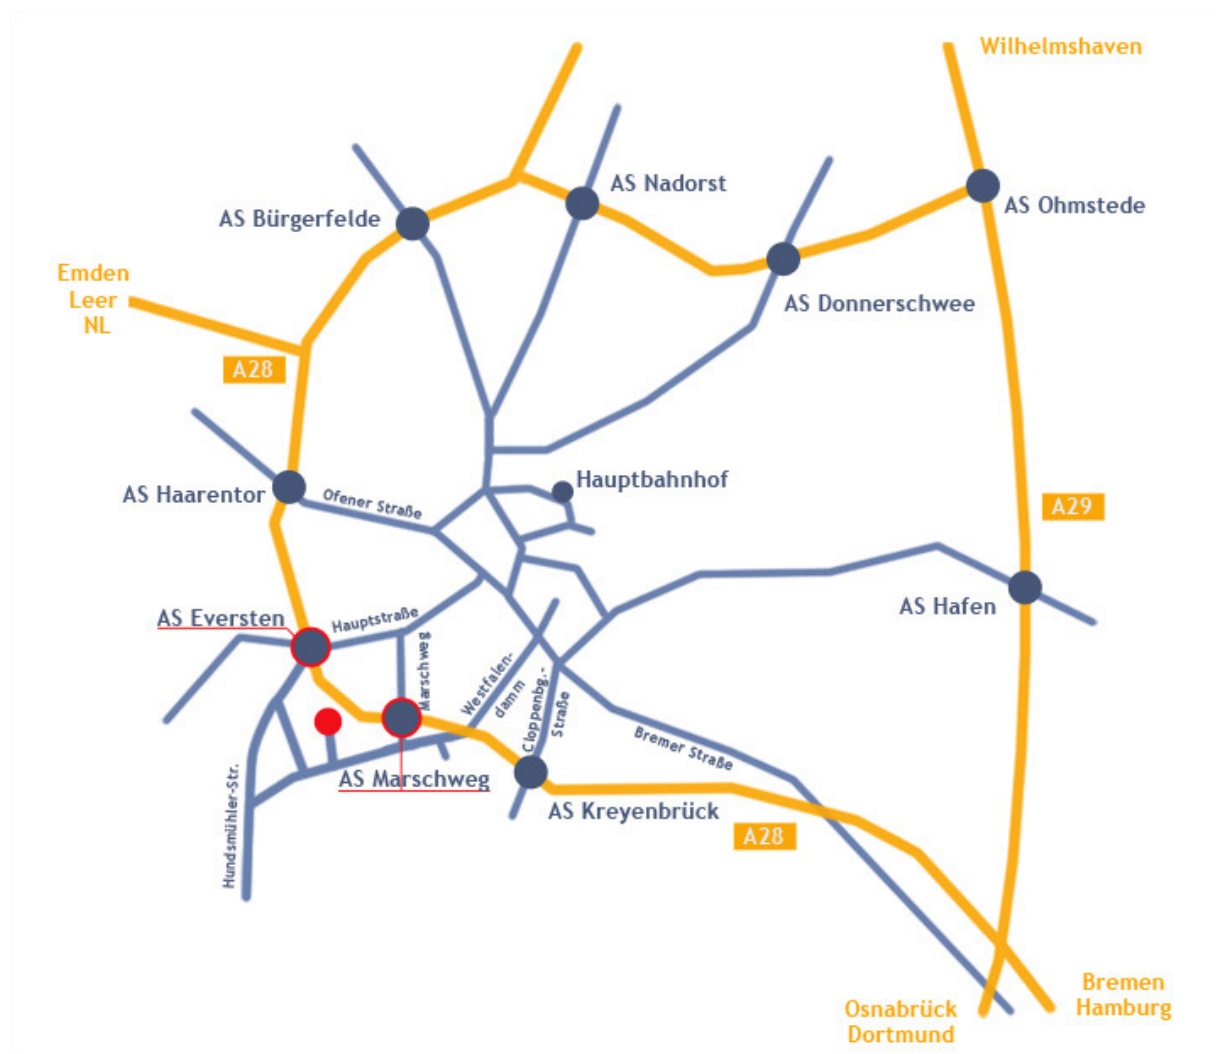 Wilhelmshaven
AS Nadorst
AS Ohmstede
AS Bürgerfelde
Emden
Leer
NL
AS Donnerschwee
A28
Hauptbahnhof
AS Haarentor
Ofener Straße
A29
AS Hafen
AS Eversten
Hauptstraße
Marschweg
Westfalen-
damm
Cloppenbg.-
Straße
Bremer Straße
AS Marschweg
Hundsmühler-Str.
AS Kreyenbrück
A28
Bremen
Hamburg
Osnabrück
Dortmund